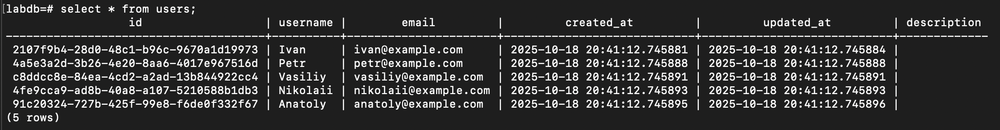 labdb=# select * from users;
                  id                  | username |        email        |         created_at         |         updated_at         | description
--------------------------------------+----------+---------------------+----------------------------+----------------------------+-------------
 2107f9b4-28d0-48c1-b96c-9670a1d19973 | Ivan     | ivan@example.com     | 2025-10-18 20:41:12.745881 | 2025-10-18 20:41:12.745884 |
 4a5e3a2d-3b26-4e20-8aa6-4017e967516d | Petr     | petr@example.com     | 2025-10-18 20:41:12.745888 | 2025-10-18 20:41:12.745888 |
 c8ddcc8e-84ea-4cd2-a2ad-13b844922cc4 | Vasiliy  | vasiliy@example.com  | 2025-10-18 20:41:12.745891 | 2025-10-18 20:41:12.745891 |
 4fe9cca9-ad8b-40a8-a107-5210588b1db3 | Nikolaii | nikolaii@example.com | 2025-10-18 20:41:12.745893 | 2025-10-18 20:41:12.745893 |
 91c20324-727b-425f-99e8-f6de0f332f67 | Anatoly  | anatoly@example.com  | 2025-10-18 20:41:12.745895 | 2025-10-18 20:41:12.745896 |
(5 rows)